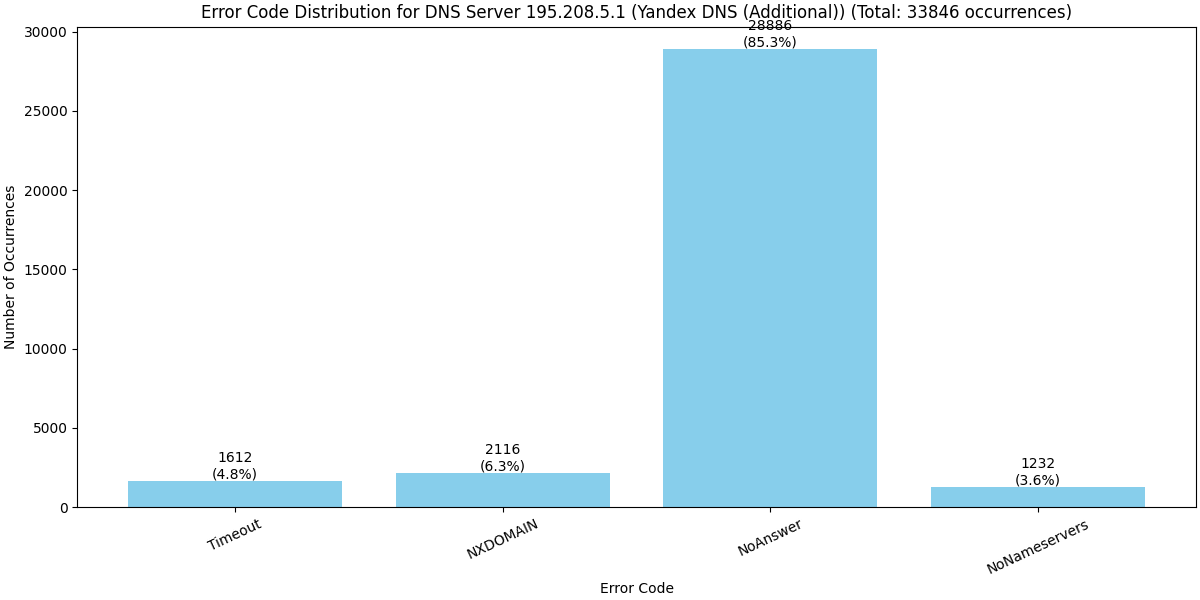 Error Code Distribution for DNS Server 195.208.5.1 (Yandex DNS (Additional)) (Total: 33846 occurrences)
Number of Occurrences
30000
25000
20000
15000
10000
5000
0
1612
(4.8%)
2116
(6.3%)
28886
(85.3%)
1232
(3.6%)
Timeout
NXDOMAIN
NoAnswer
NoNameservers
Error Code